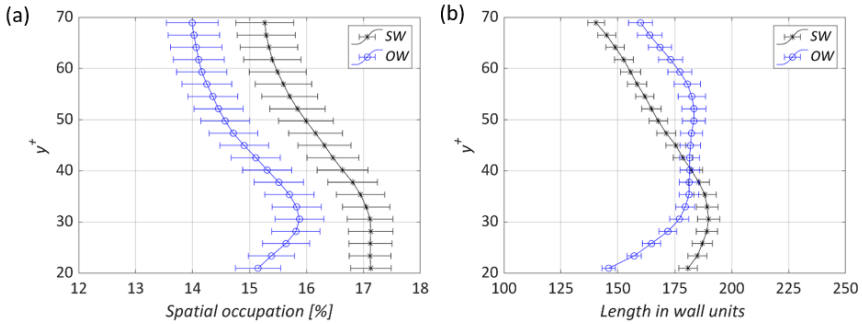 (a)
70
60
50
40
30
20
y+
12
13
14
15
16
17
18
Spatial occupation [%]
SW
OW
(b)
70
60
50
40
30
20
y+
100
125
150
175
200
225
250
Length in wall units
SW
OW